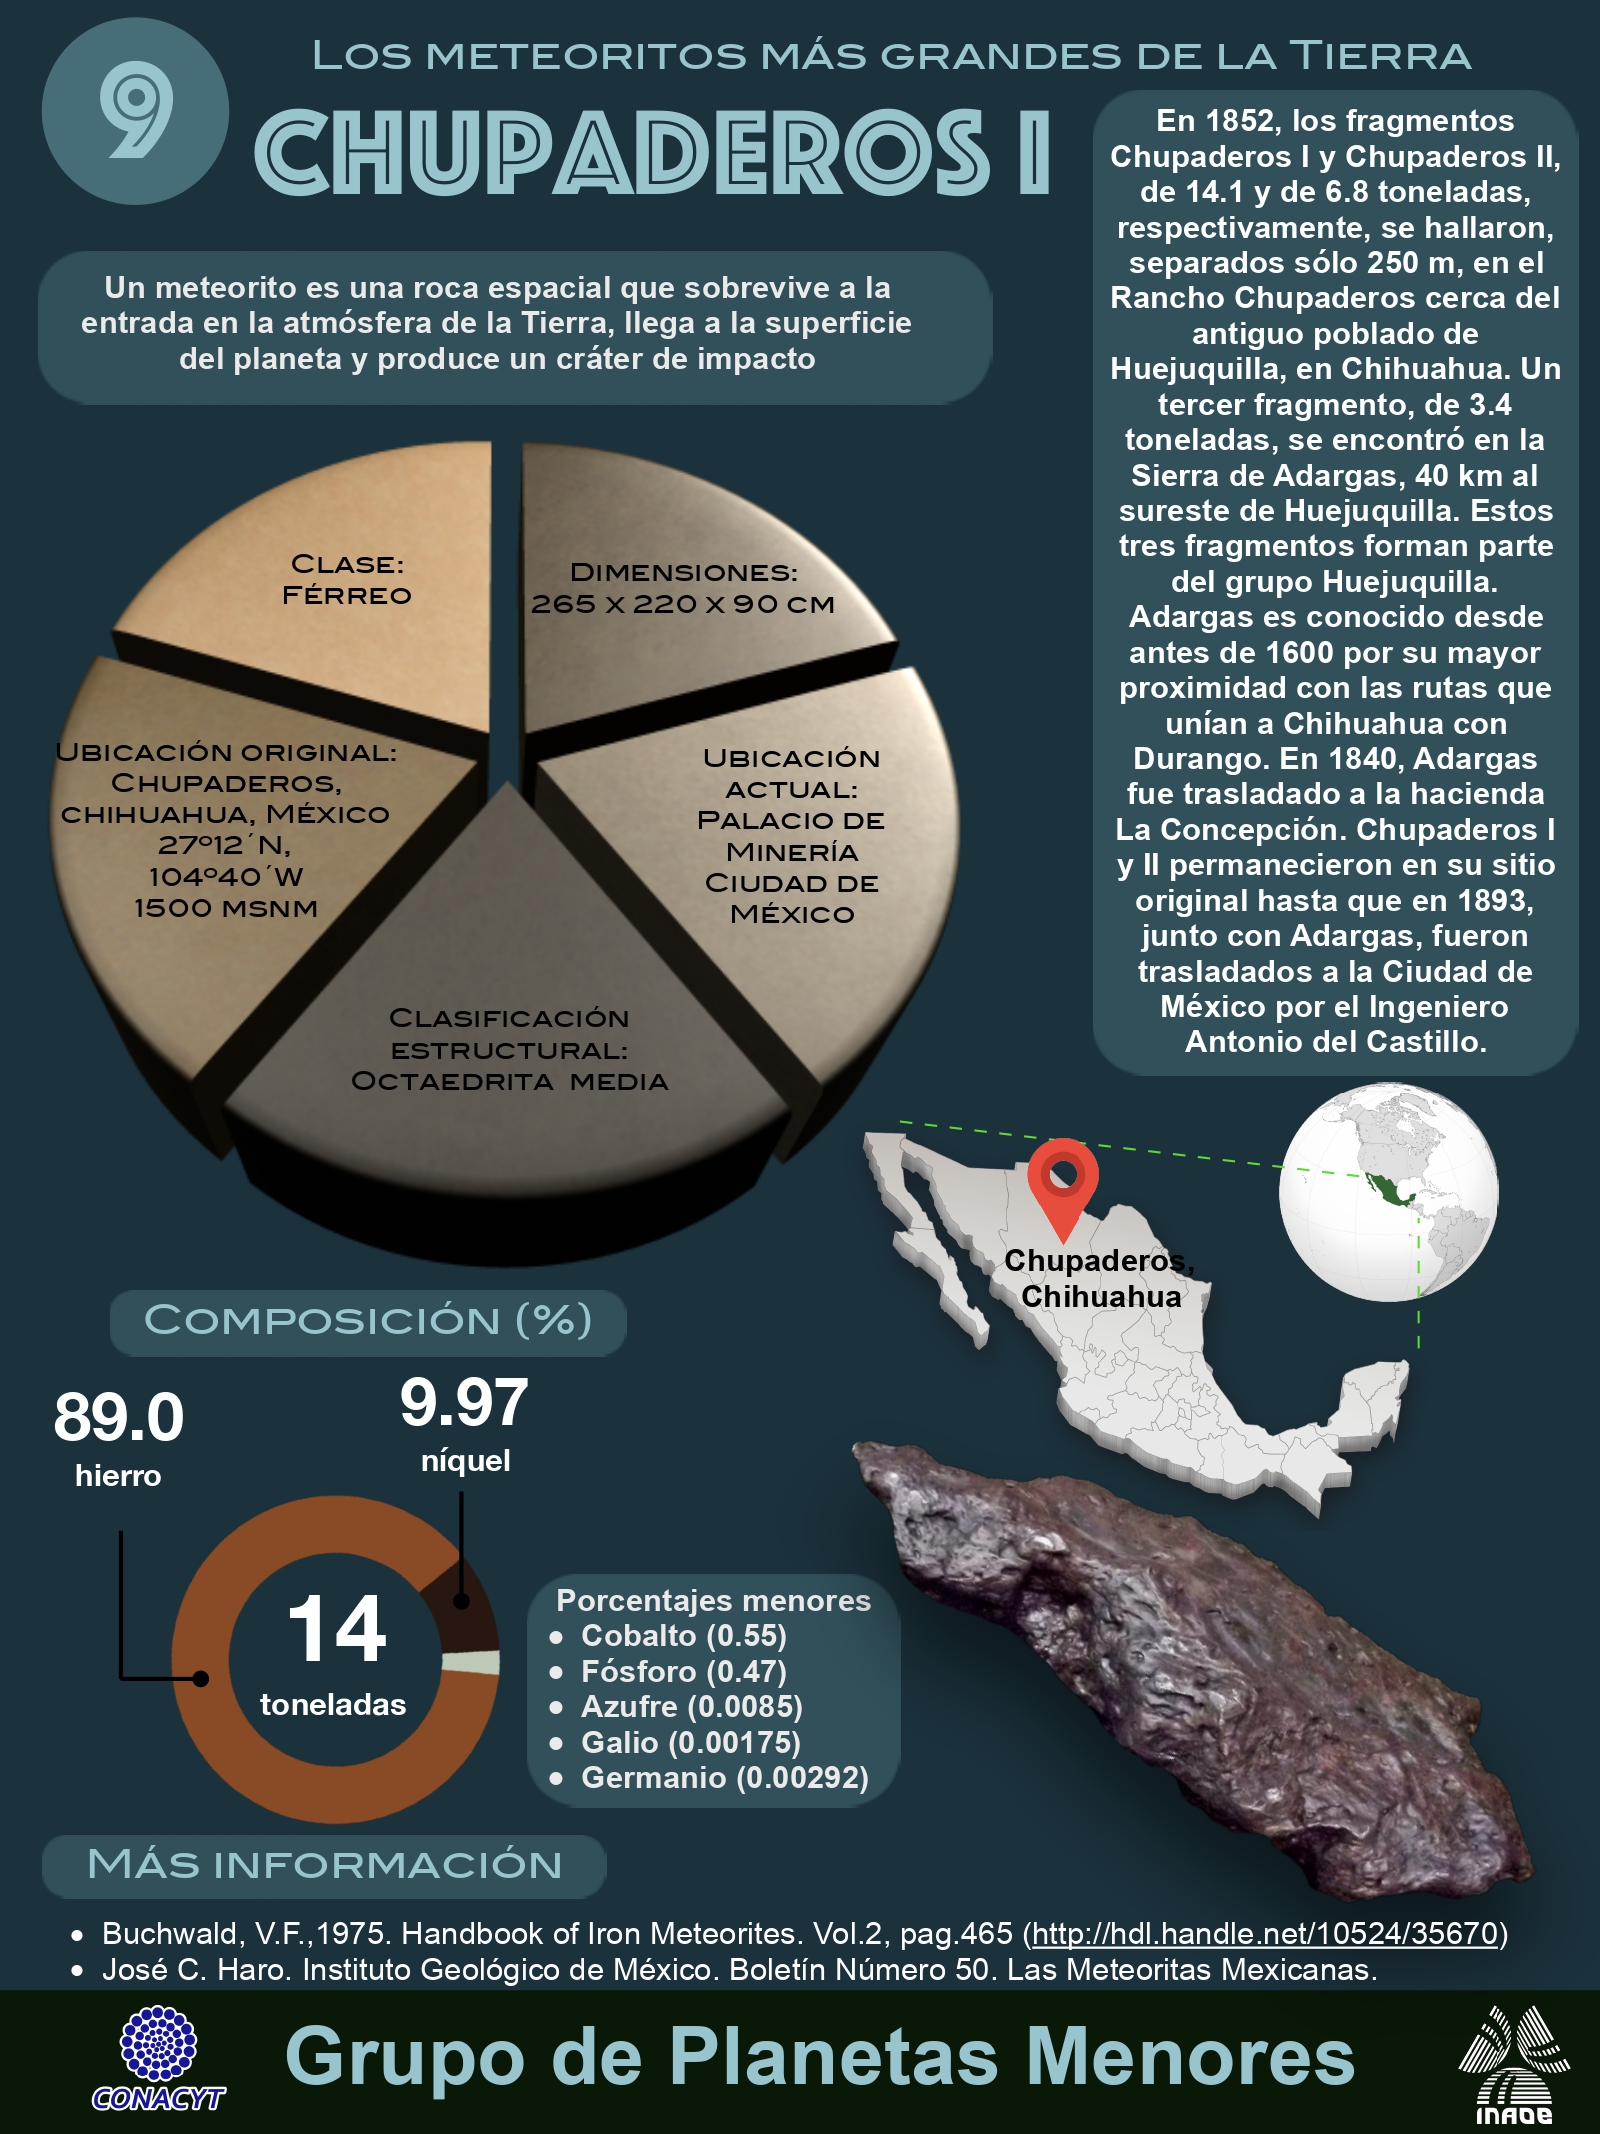 9
Los meteoritos más grandes de la Tierra
CHUPADEROS I
Un meteorito es una roca espacial que sobrevive a la
entrada en la atmósfera de la Tierra, llega a la superficie
del planeta y produce un cráter de impacto
En 1852, los fragmentos
Chupaderos I y Chupaderos II,
de 14.1 y de 6.8 toneladas,
respectivamente, se hallaron,
separados sólo 250 m, en el
Rancho Chupaderos cerca del
antiguo poblado de
Huejuquilla, en Chihuahua. Un
tercer fragmento, de 3.4
toneladas, se encontró en la
Sierra de Adargas, 40 km al
sureste de Huejuquilla. Estos
tres fragmentos forman parte
del grupo Huejuquilla.
Adargas es conocido desde
antes de 1600 por su mayor
proximidad con las rutas que
unían a Chihuahua con
Durango. En 1840, Adargas
fue trasladado a la hacienda
La Concepción. Chupaderos I
y II permanecieron en su sitio
original hasta que en 1893,
junto con Adargas, fueron
trasladados a la Ciudad de
México por el Ingeniero
Antonio del Castillo.
Clase:
Férreo
Dimensiones:
265 x 220 x 90 cm
Ubicación original:
Chupaderos,
chihuahua, México
27º12´N,
104º40´W
1500 msnm
Ubicación
actual:
Palacio de
Minería
Ciudad de
México
Clasificación
estructural:
Octaedrita media
Chupaderos,
Chihuahua
Composición (%)
89.0
hierro
9.97
níquel
14
toneladas
Porcentajes menores
• Cobalto (0.55)
• Fósforo (0.47)
• Azufre (0.0085)
• Galio (0.00175)
• Germanio (0.00292)
Más información
• Buchwald, V.F.,1975. Handbook of Iron Meteorites. Vol.2, pag.465 (http://hdl.handle.net/10524/35670)
• José C. Haro. Instituto Geológico de México. Boletín Número 50. Las Meteoritas Mexicanas.
CONACYT
Grupo de Planetas Menores
INAOE